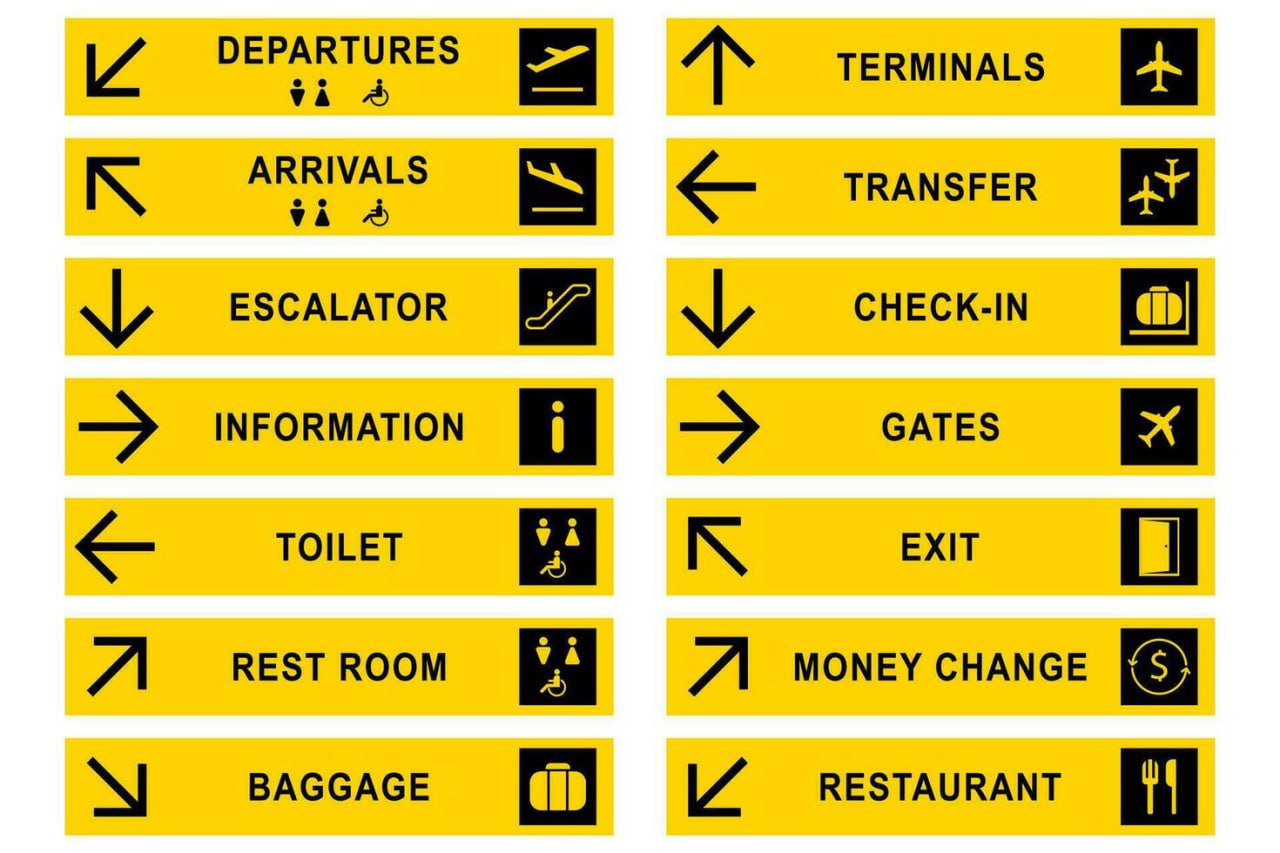 DEPARTURES
ARRIVALS
ESCALATOR
INFORMATION
TOILET
REST ROOM
BAGGAGE
TERMINALS
TRANSFER
CHECK-IN
GATES
EXIT
MONEY CHANGE
$
RESTAURANT